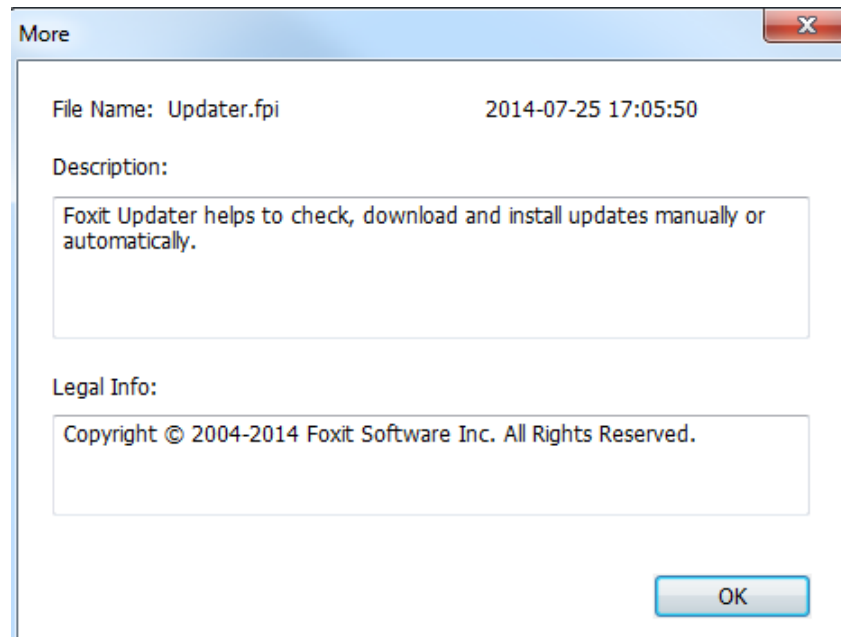 More
File Name: Updater.fpi 2014-07-25 17:05:50
Description:
Foxit Updater helps to check, download and install updates manually or
automatically.
Legal Info:
Copyright © 2004-2014 Foxit Software Inc. All Rights Reserved.
OK